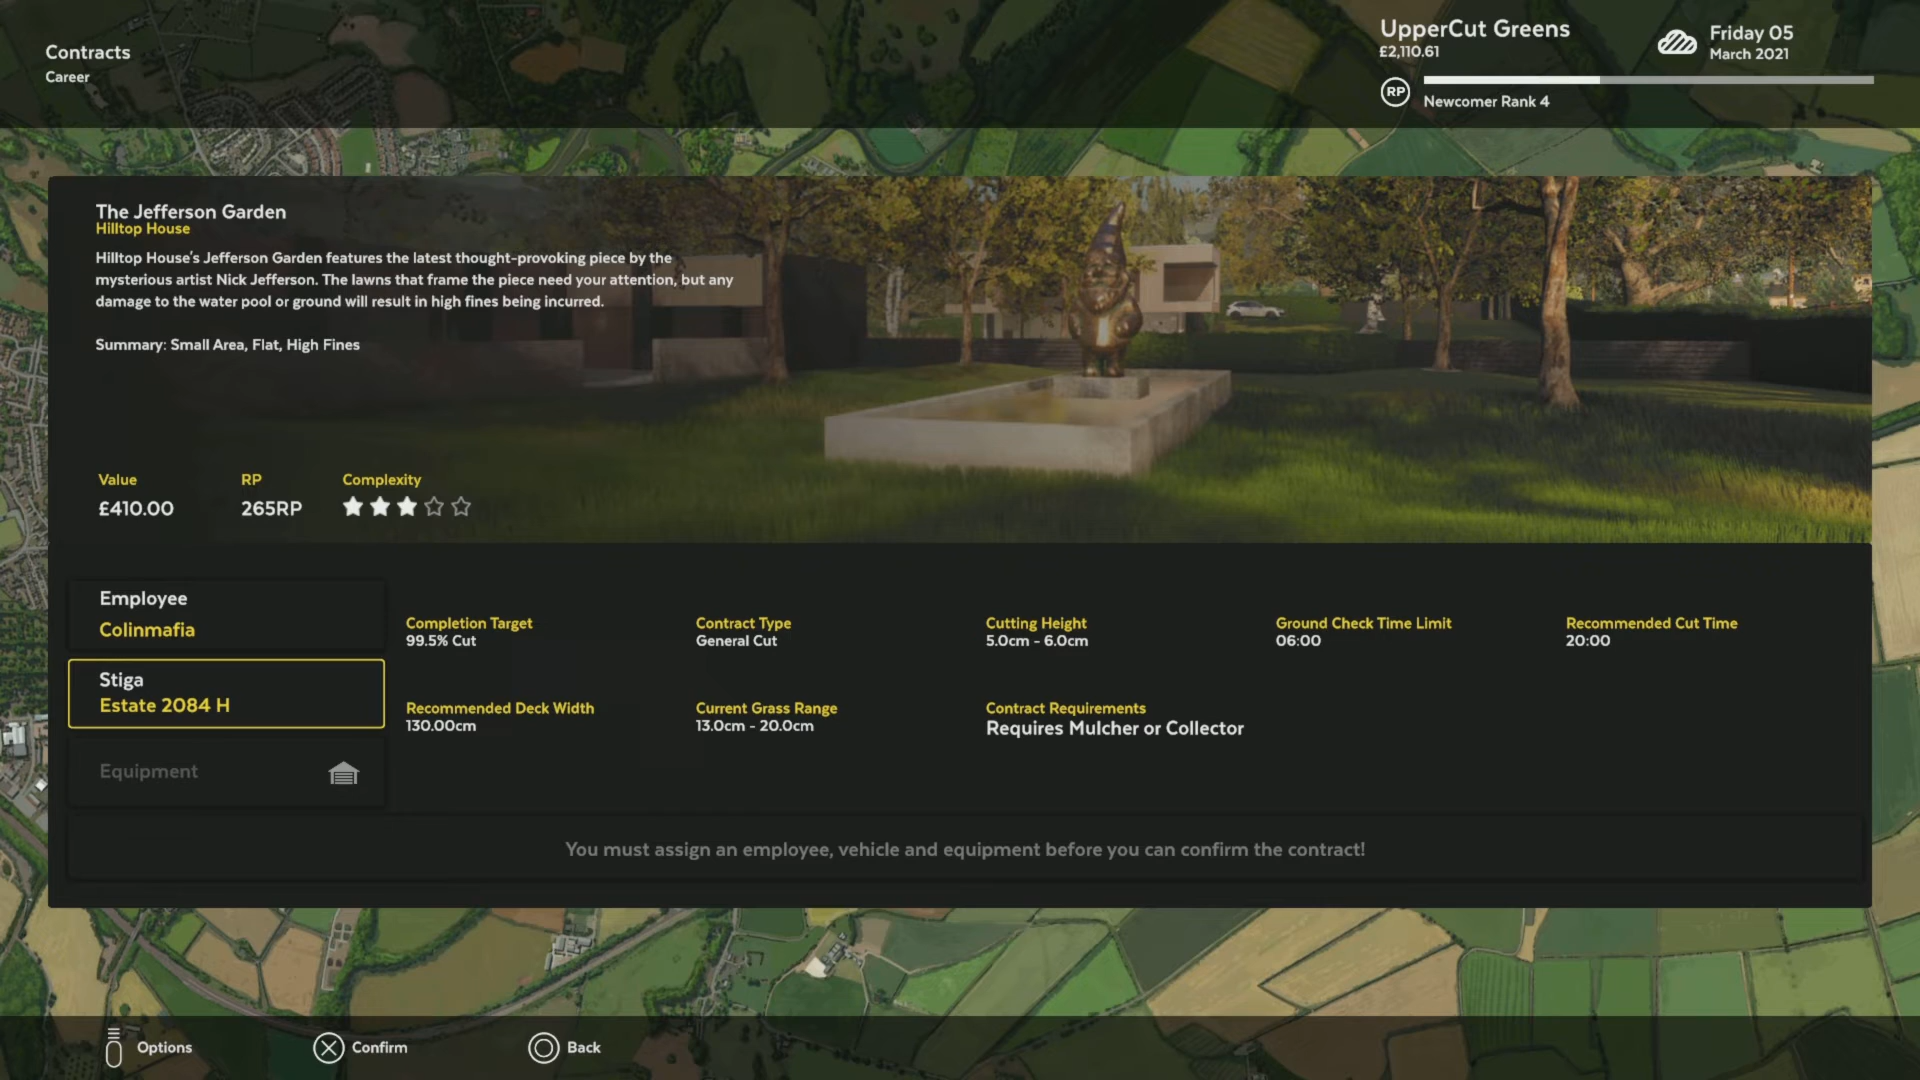 Contracts
Career
UpperCut Greens
£2,110.61
Friday 05
March 2021
RP
Newcomer Rank 4
The Jefferson Garden
Hilltop House
Hilltop House's Jefferson Garden features the latest thought-provoking piece by the
mysterious artist Nick Jefferson. The lawns that frame the piece need your attention, but any
damage to the water pool or ground will result in high fines being incurred.
Summary: Small Area, Flat, High Fines
Value
£410.00
RP
265RP
Complexity
Employee
Colinmafia
Stiga
Estate 2084 H
Equipment
Completion Target
99.5% Cut
Contract Type
General Cut
Cutting Height
5.0cm - 6.0cm
Ground Check Time Limit
06:00
Recommended Cut Time
20:00
Recommended Deck Width
130.00cm
Current Grass Range
13.0cm - 20.0cm
Contract Requirements
Requires Mulcher or Collector
You must assign an employee, vehicle and equipment before you can confirm the contract!
Options
Confirm
Back